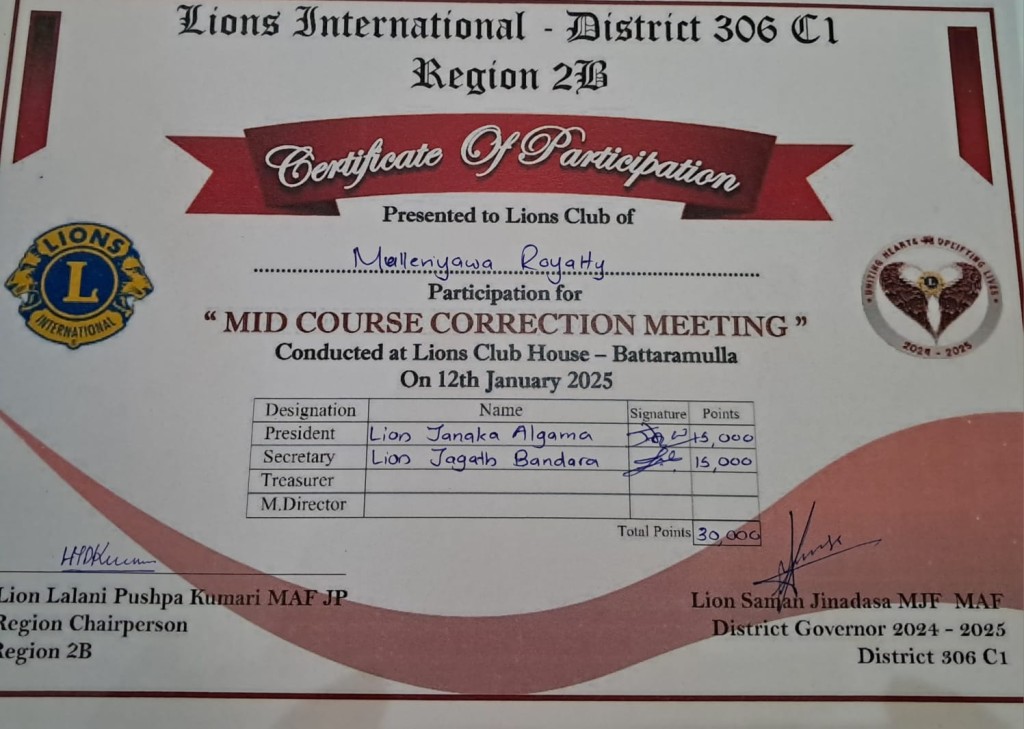 Lions International - District 306 C1
Region 2B
Certificate Of Participation
Presented to Lions Club of
Mallenyawa Royalty
Participation for
“ MID COURSE CORRECTION MEETING ”
Conducted at Lions Club House – Battaramulla
On 12th January 2025
LIONS
L
INTERNATIONAL
UNITING HEARTS UPLIFTING LIVES
L
2024 - 2025
Designation Name Signature Points
President Lion Janaka Algama 15,000
Secretary Lion Jagath Bandara 15,000
Treasurer
M.Director
Total Points 30,000
Lion Lalani Pushpa Kumari MAF JP
Region Chairperson
Region 2B
Lion Saman Jinadasa MJF MAF
District Governor 2024 - 2025
District 306 C1